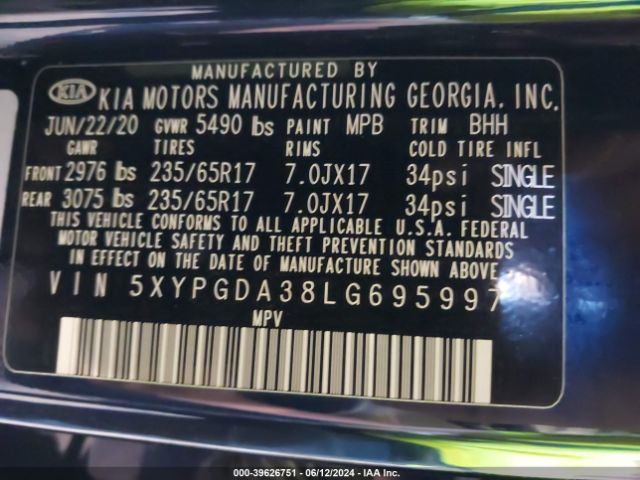 MANUFACTURED BY
KIA KIA MOTORS MANUFACTURING GEORGIA, INC.
JUN/22/20 GVWR 5490 lbs PAINT MPB TRIM BHH
GAWR TIRES RIMS COLD TIRE INFL
FRONT 2976 lbs 235/65R17 7.0JX17 34psi SINGLE
REAR 3075 lbs 235/65R17 7.0JX17 34psi SINGLE
THIS VEHICLE CONFORMS TO ALL APPLICABLE U.S.A. FEDERAL
MOTOR VEHICLE SAFETY AND THEFT PREVENTION STANDARDS
IN EFFECT ON THE DATE OF MANUFACTURE SHOWN ABOVE
VIN 5XYPGDA38LG695997
MPV
000-39626751 — 06/12/2024 — IAA Inc.